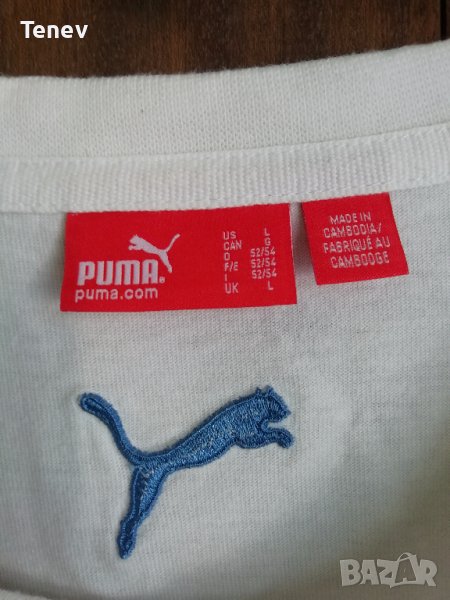 Tenev
PUMA
puma.com
US L
CAN G
D 52/54
F/E 52/54
I 52/54
UK L
MADE IN
CAMBODIA/
FABRIQUÉ AU
CAMBODGE
BAZAR